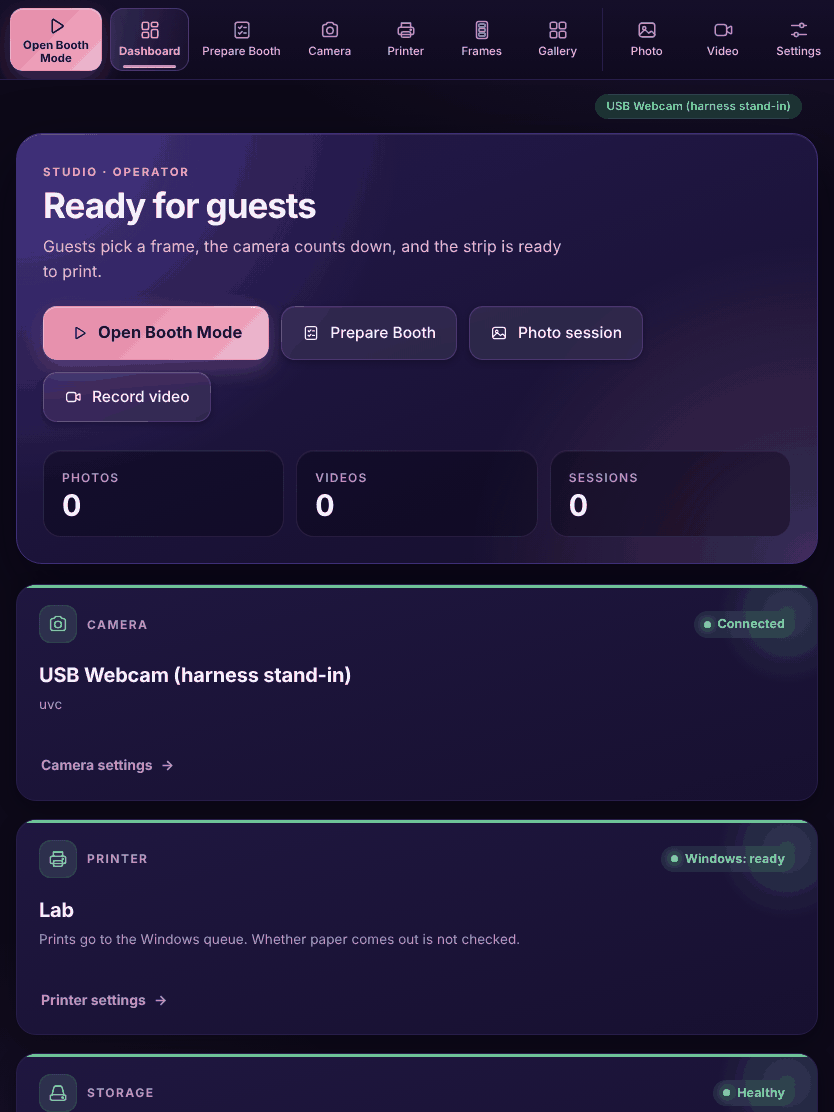 Open Booth
Mode
Dashboard
Prepare Booth
Camera
Printer
Frames
Gallery
Photo
Video
Settings
USB Webcam (harness stand-in)
STUDIO · OPERATOR
Ready for guests
Guests pick a frame, the camera counts down, and the strip is ready
to print.
Open Booth Mode
Prepare Booth
Photo session
Record video
PHOTOS
0
VIDEOS
0
SESSIONS
0
CAMERA
Connected
USB Webcam (harness stand-in)
uvc
Camera settings →
PRINTER
Windows: ready
Lab
Prints go to the Windows queue. Whether paper comes out is not checked.
Printer settings →
STORAGE
Healthy